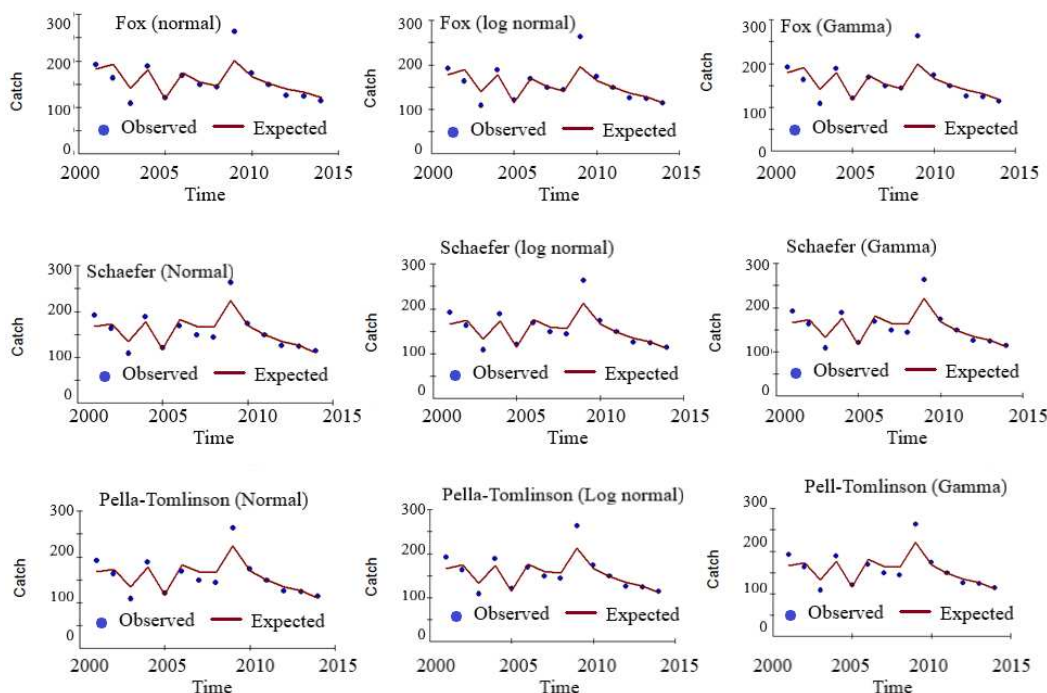 Fox (normal)
300
200
100
0
Catch
Observed
Expected
2000
2005
2010
2015
Time
Fox (log normal)
300
200
100
0
Catch
Observed
Expected
2000
2005
2010
2015
Time
Fox (Gamma)
300
200
100
0
Catch
Observed
Expected
2000
2005
2010
2015
Time
Schaefer (Normal)
300
200
100
0
Catch
Observed
Expected
2000
2005
2010
2015
Time
Schaefer (log normal)
300
200
100
0
Catch
Observed
Expected
2000
2005
2010
2015
Time
Schaefer (Gamma)
300
200
100
0
Catch
Observed
Expected
2000
2005
2010
2015
Time
Pella-Tomlinson (Normal)
300
200
100
0
Catch
Observed
Expected
2000
2005
2010
2015
Time
Pella-Tomlinson (Log normal)
300
200
100
0
Catch
Observed
Expected
2000
2005
2010
2015
Time
Pell-Tomlinson (Gamma)
300
200
100
0
Catch
Observed
Expected
2000
2005
2010
2015
Time